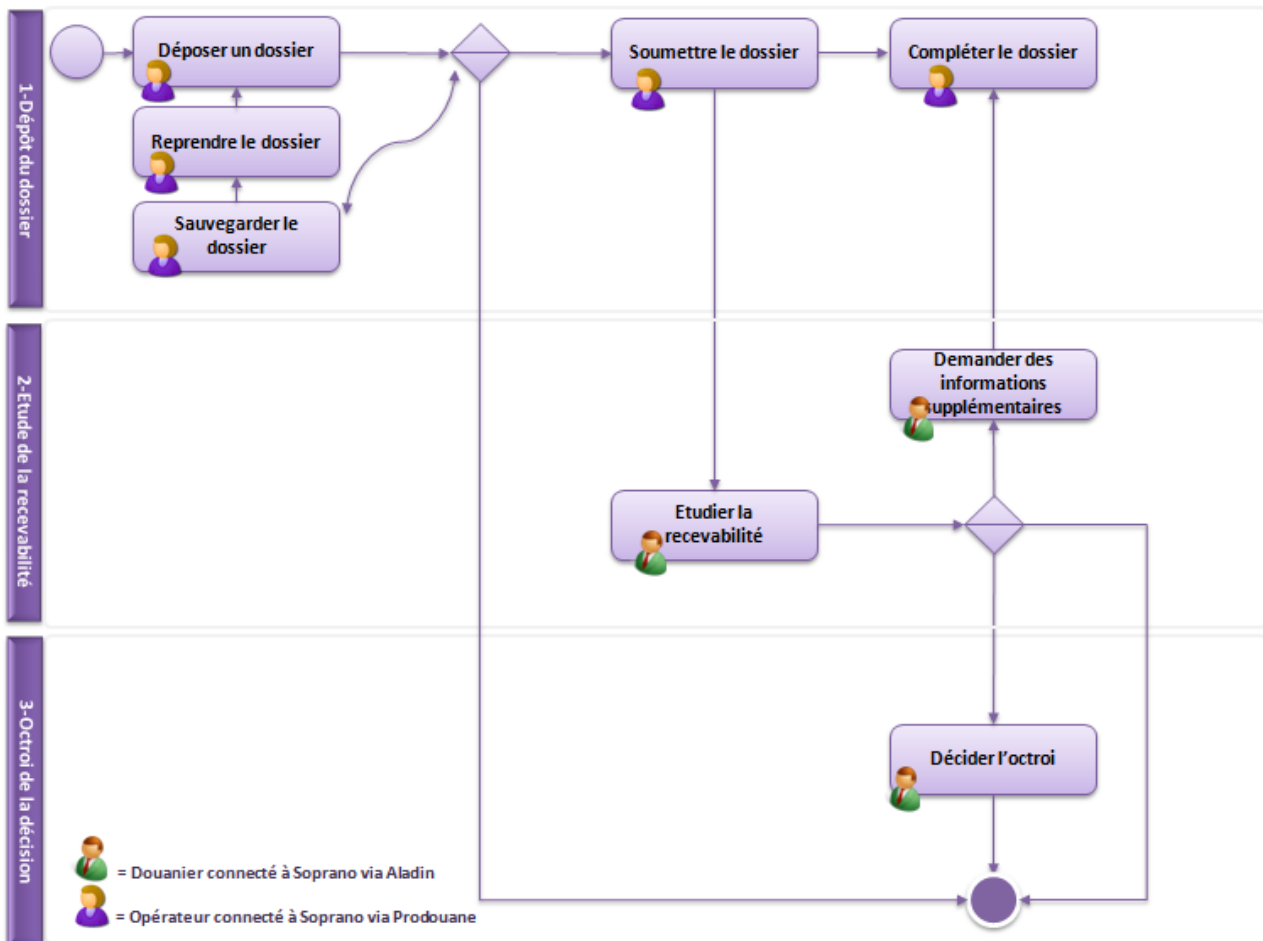 1-Dépôt du dossier
Déposer un dossier
Soumettre le dossier
Compléter le dossier
Reprendre le dossier
Sauvegarder le
dossier
2-Etude de la recevabilité
Demander des
informations
supplémentaires
Etudier la
recevabilité
3-Octroi de la décision
Décider l’octroi
= Douanier connecté à Soprano via Aladin
= Opérateur connecté à Soprano via Prodouane